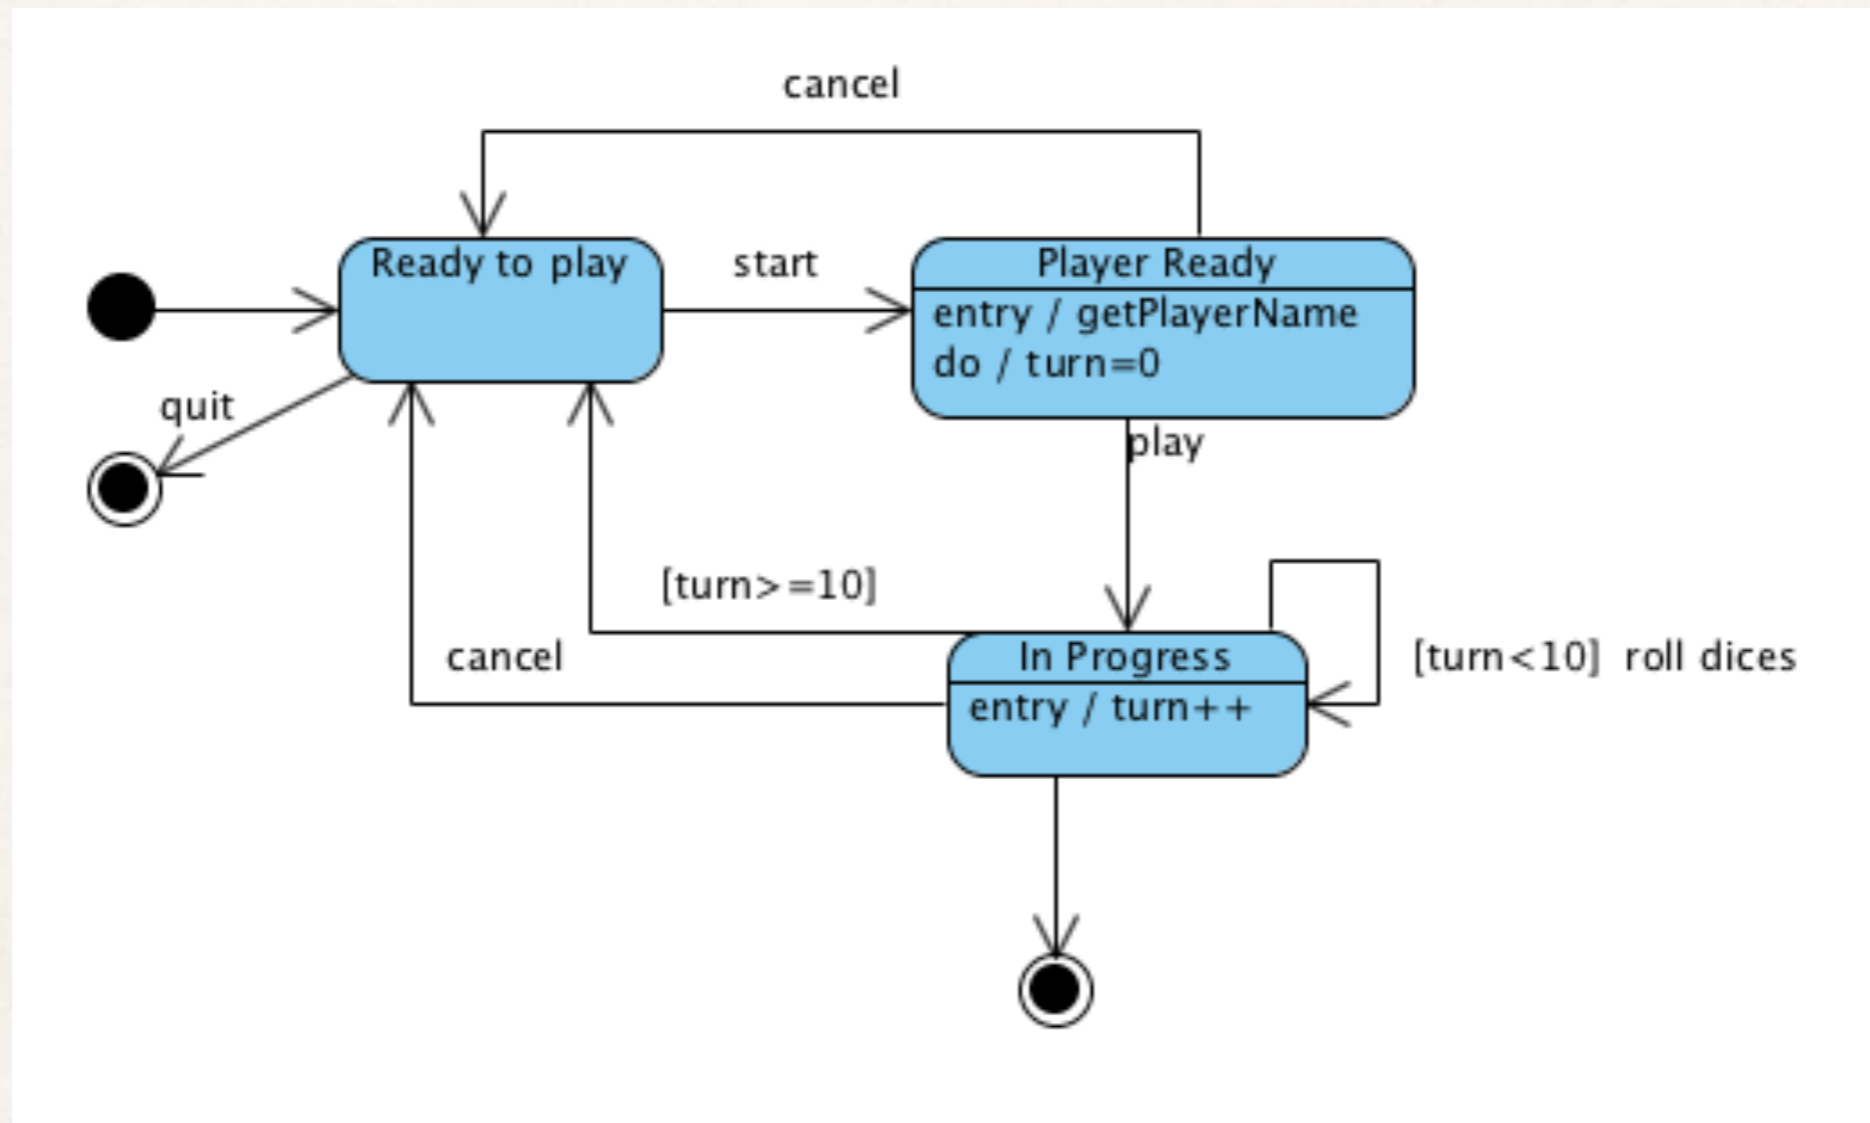 cancel
Ready to play
start
Player Ready
entry / getPlayerName
do / turn=0
quit
play
[turn>=10]
cancel
In Progress
entry / turn++
[turn<10]  roll dices